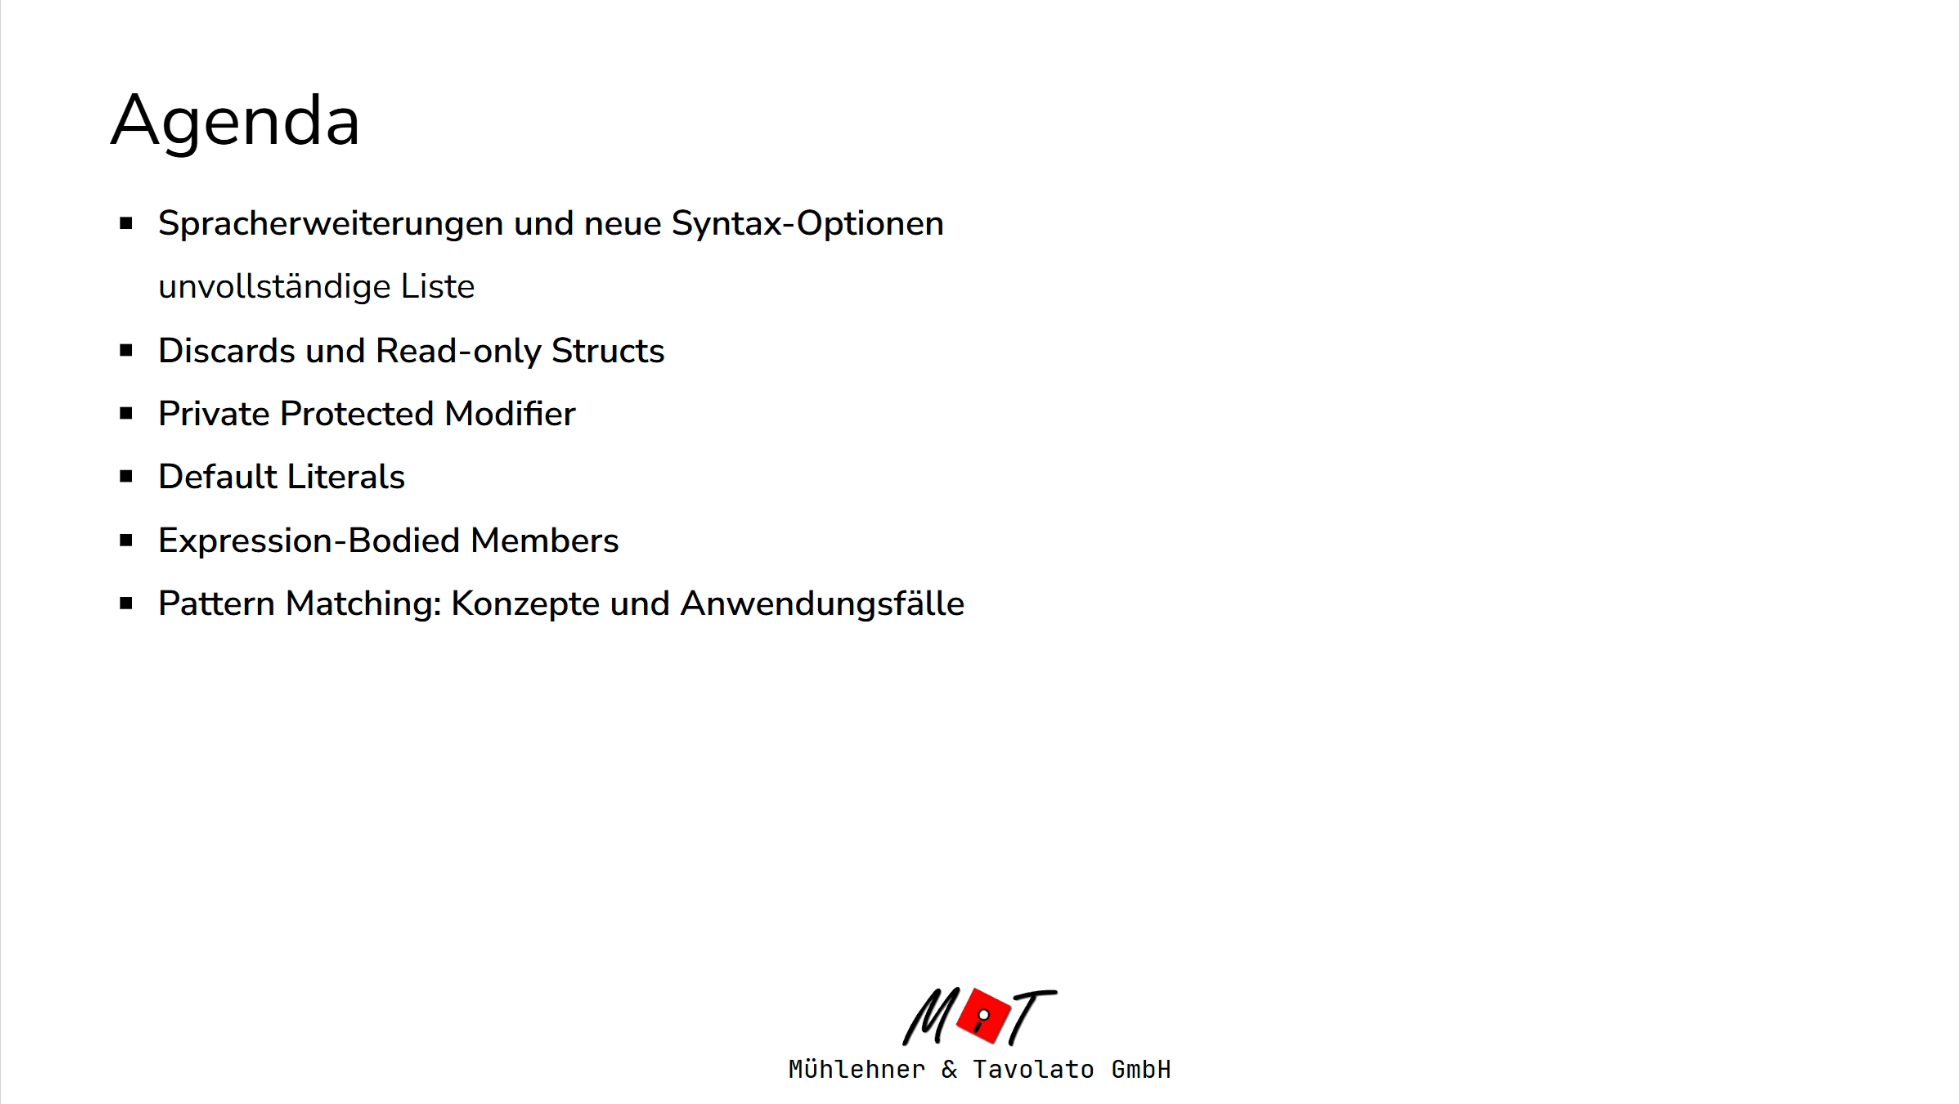 Agenda
▪ Spracherweiterungen und neue Syntax-Optionen
unvollständige Liste
▪ Discards und Read-only Structs
▪ Private Protected Modifier
▪ Default Literals
▪ Expression-Bodied Members
▪ Pattern Matching: Konzepte und Anwendungsfälle
M T
Mühlehner & Tavolato GmbH